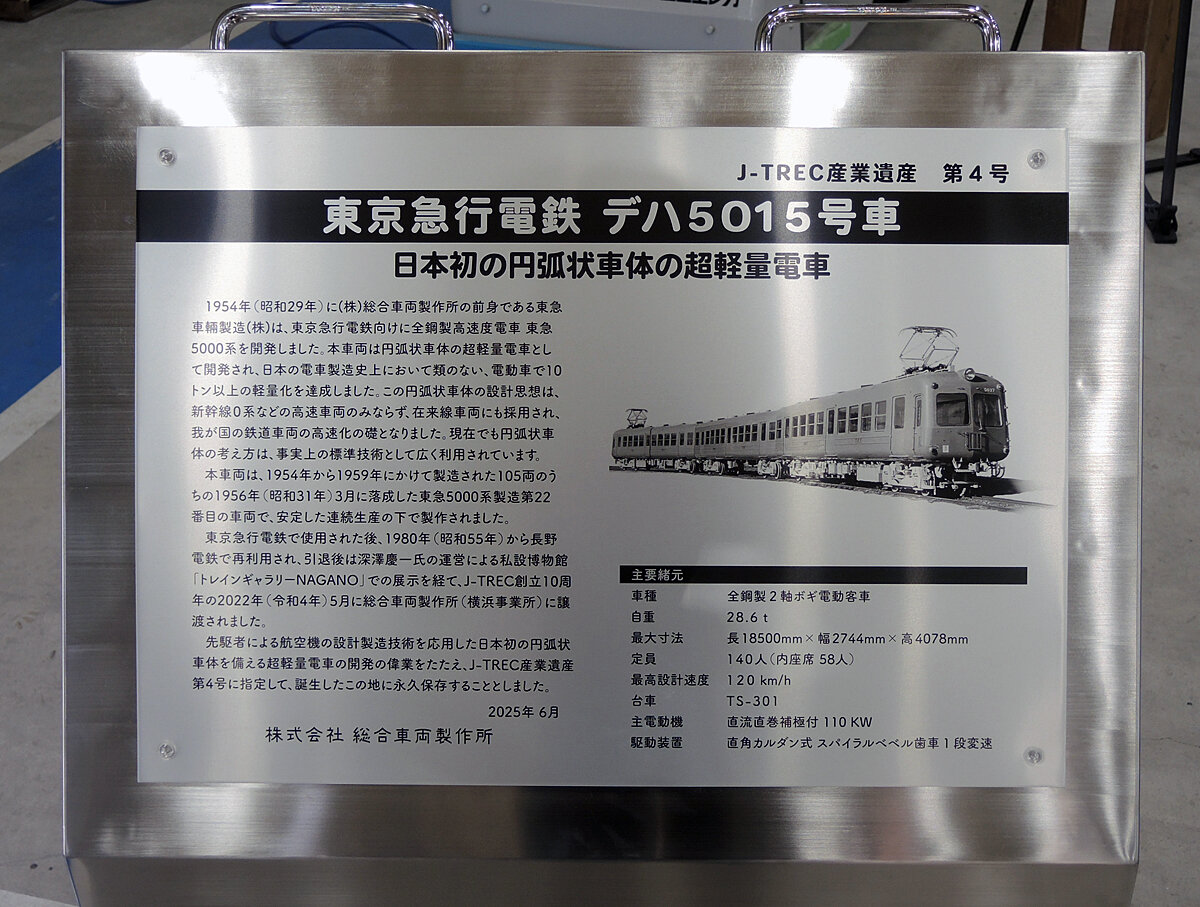 J-TREC産業遺産　第4号
東京急行電鉄 デハ5015号車
日本初の円弧状車体の超軽量電車
1954年（昭和29年）に(株)総合車両製作所の前身である東急
車輛製造(株)は、東京急行電鉄向けに全鋼製高速度電車 東急
5000系を開発しました。本車両は円弧状車体の超軽量電車とし
て開発され、日本の電車製造史上において類のない、電動車で10
トン以上の軽量化を達成しました。この円弧状車体の設計思想は、
新幹線0系などの高速車両のみならず、在来線車両にも採用され、
我が国の鉄道車両の高速化の礎となりました。現在でも円弧状車
体の考え方は、事実上の標準技術として広く利用されています。
本車両は、1954年から1959年にかけて製造された105両のう
ちの1956年（昭和31年）3月に落成した東急5000系製造第22
番目の車両で、安定した連続生産の下で製作されました。
東京急行電鉄で使用された後、1980年（昭和55年）から長野
電鉄で再利用され、引退後は深澤慶一氏の運営による私設博物館
「トレインギャラリーNAGANO」での展示を経て、J-TREC創立10周
年の2022年（令和4年）5月に総合車両製作所（横浜事業所）に譲
渡されました。
先駆者による航空機の設計製造技術を応用した日本初の円弧状
車体を備える超軽量電車の開発の偉業をたたえ、J-TREC産業遺産
第4号に指定して、誕生したこの地に永久保存することとしました。
2025年 6月
株式会社 総合車両製作所
主要緒元
車種　全鋼製2軸ボギ電動客車
自重　28.6 t
最大寸法　長18500mm×幅2744mm×高4078mm
定員　140人（内座席 58人）
最高設計速度　120 km/h
台車　TS-301
主電動機　直流直巻補極付 110 KW
駆動装置　直角カルダン式 スパイラルベベル歯車1段変速